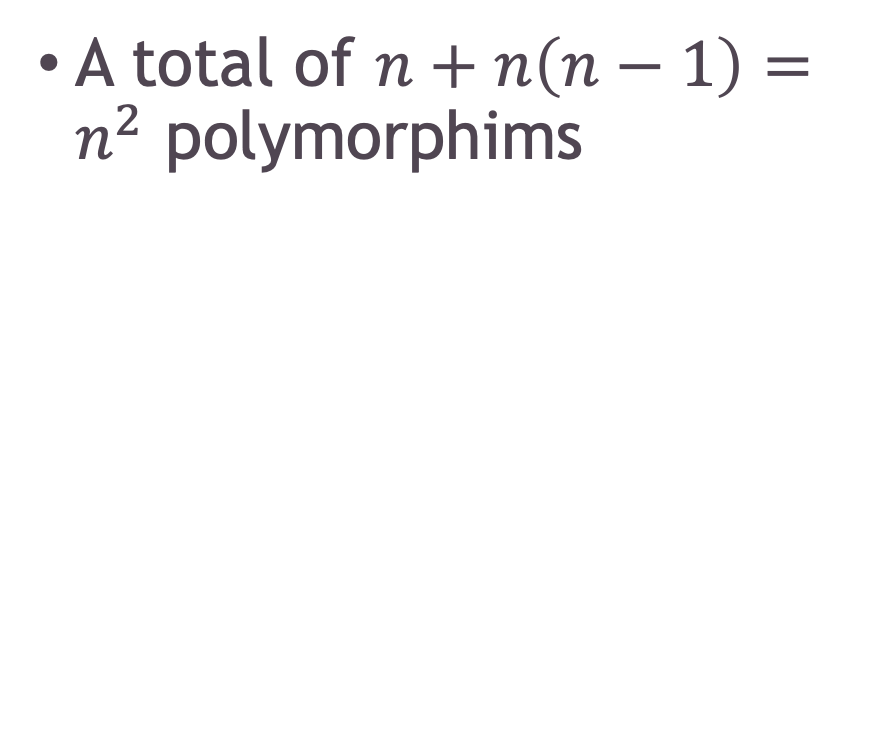 • A total of 𝑛 + 𝑛(𝑛 − 1) =
𝑛² polymorphims